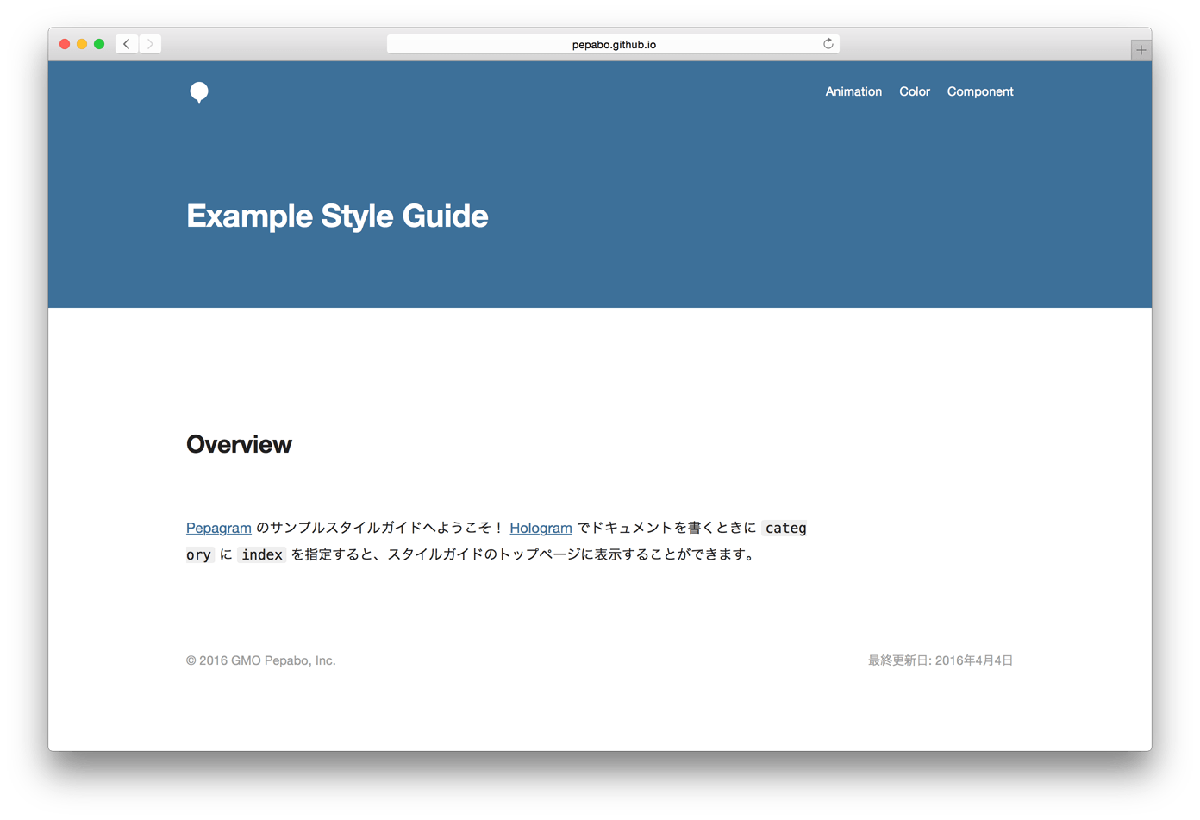 pepabo.github.io
Animation Color Component
Example Style Guide
Overview
Pepagram のサンプルスタイルガイドへようこそ！ Hologram でドキュメントを書くときに categ
ory に index を指定すると、スタイルガイドのトップページに表示することができます。
© 2016 GMO Pepabo, Inc.
最終更新日: 2016年4月4日